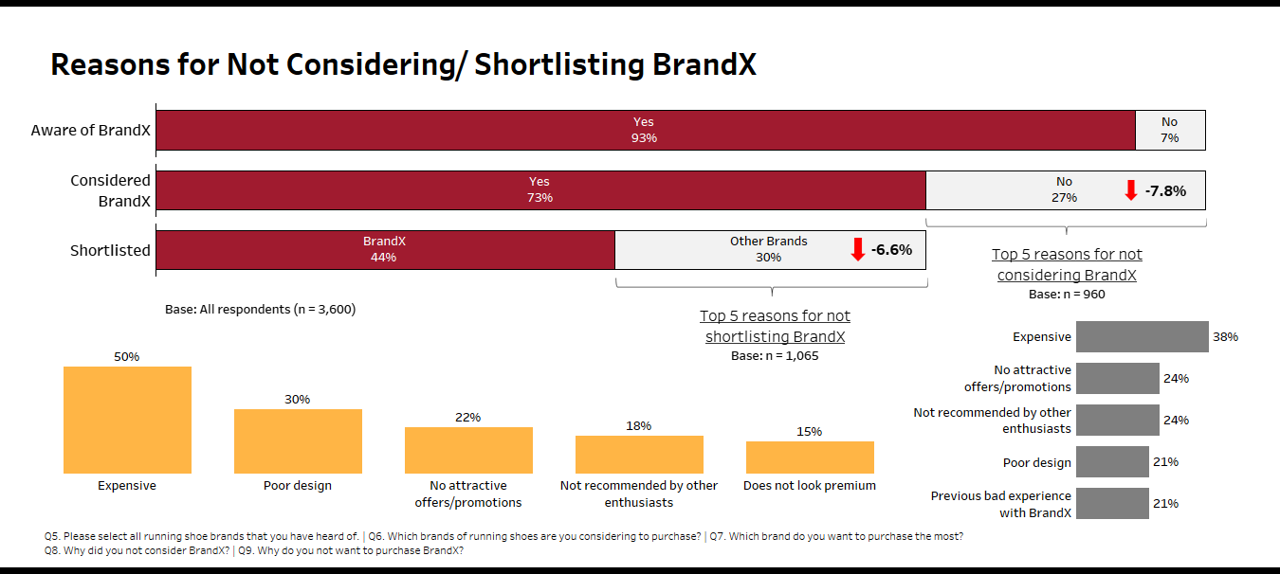 Reasons for Not Considering/ Shortlisting BrandX
Aware of BrandX
Yes
93%
No
7%
Considered
BrandX
Yes
73%
No
27%
-7.8%
Shortlisted
BrandX
44%
Other Brands
30%
-6.6%
Base: All respondents (n = 3,600)
Top 5 reasons for not
shortlisting BrandX
Base: n = 1,065
50%
Expensive
30%
Poor design
22%
No attractive
offers/promotions
18%
Not recommended by other
enthusiasts
15%
Does not look premium
Top 5 reasons for not
considering BrandX
Base: n = 960
Expensive
38%
No attractive
offers/promotions
24%
Not recommended by other
enthusiasts
24%
Poor design
21%
Previous bad experience
with BrandX
21%
Q5. Please select all running shoe brands that you have heard of. | Q6. Which brands of running shoes are you considering to purchase? | Q7. Which brand do you want to purchase the most?
Q8. Why did you not consider BrandX? | Q9. Why do you not want to purchase BrandX?